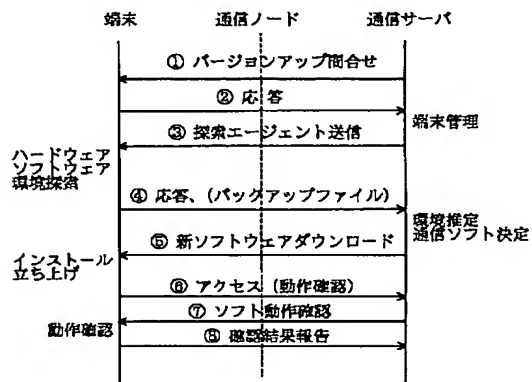 端末
通信ノード
通信サーバ
① バージョンアップ問合せ
② 応答
端末管理
③ 探索エージェント送信
ハードウェア
ソフトウェア
環境探索
④ 応答、(バックアップファイル)
環境推定
通信ソフト決定
⑤ 新ソフトウェアダウンロード
インストール
立ち上げ
⑥ アクセス (動作確認)
⑦ ソフト動作確認
動作確認
⑧ 確認結果報告